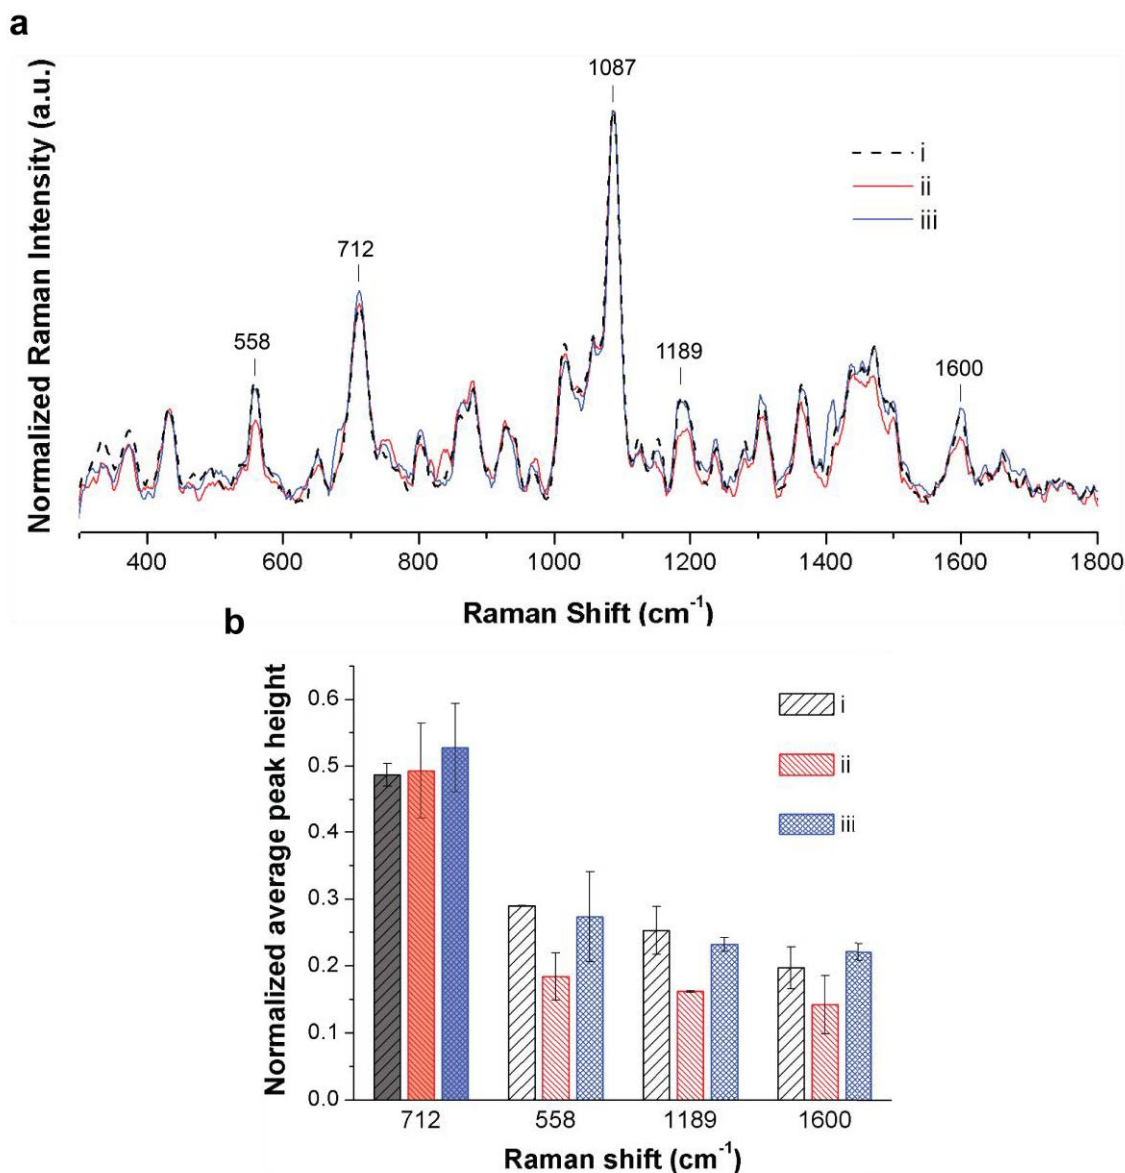 a
Normalized Raman Intensity (a.u.)
1087
i
ii
iii
712
558
1189
1600
400 600 800 1000 1200 1400 1600 1800
Raman Shift (cm⁻¹)
b
Normalized average peak height
0.6
0.5
0.4
0.3
0.2
0.1
0.0
i
ii
iii
712 558 1189 1600
Raman shift (cm⁻¹)